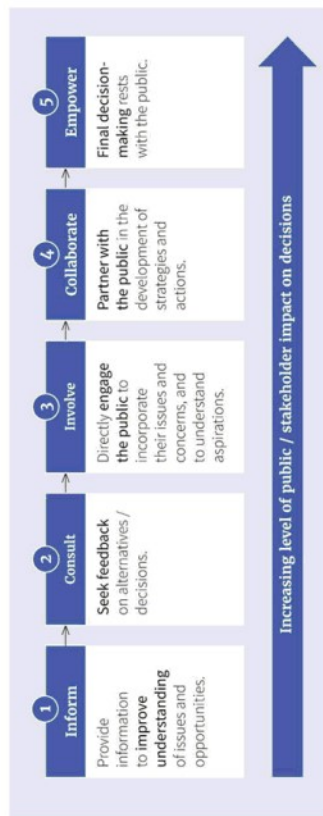 1
Inform
Provide
information
to improve
understanding
of issues and
opportunities.
2
Consult
Seek feedback
on alternatives /
decisions.
3
Involve
Directly engage
the public to
incorporate
their issues and
concerns, and
to understand
aspirations.
4
Collaborate
Partner with
the public in the
development of
strategies and
actions.
5
Empower
Final decision-
making rests
with the public.
Increasing level of public / stakeholder impact on decisions